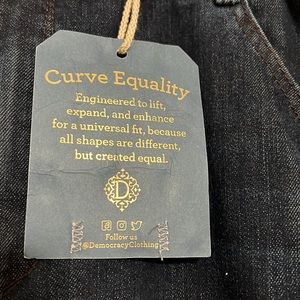 Curve Equality
Engineered to lift,
expand, and enhance
for a universal fit, because
all shapes are different,
but created equal.
D
Follow us
@DemocracyClothing